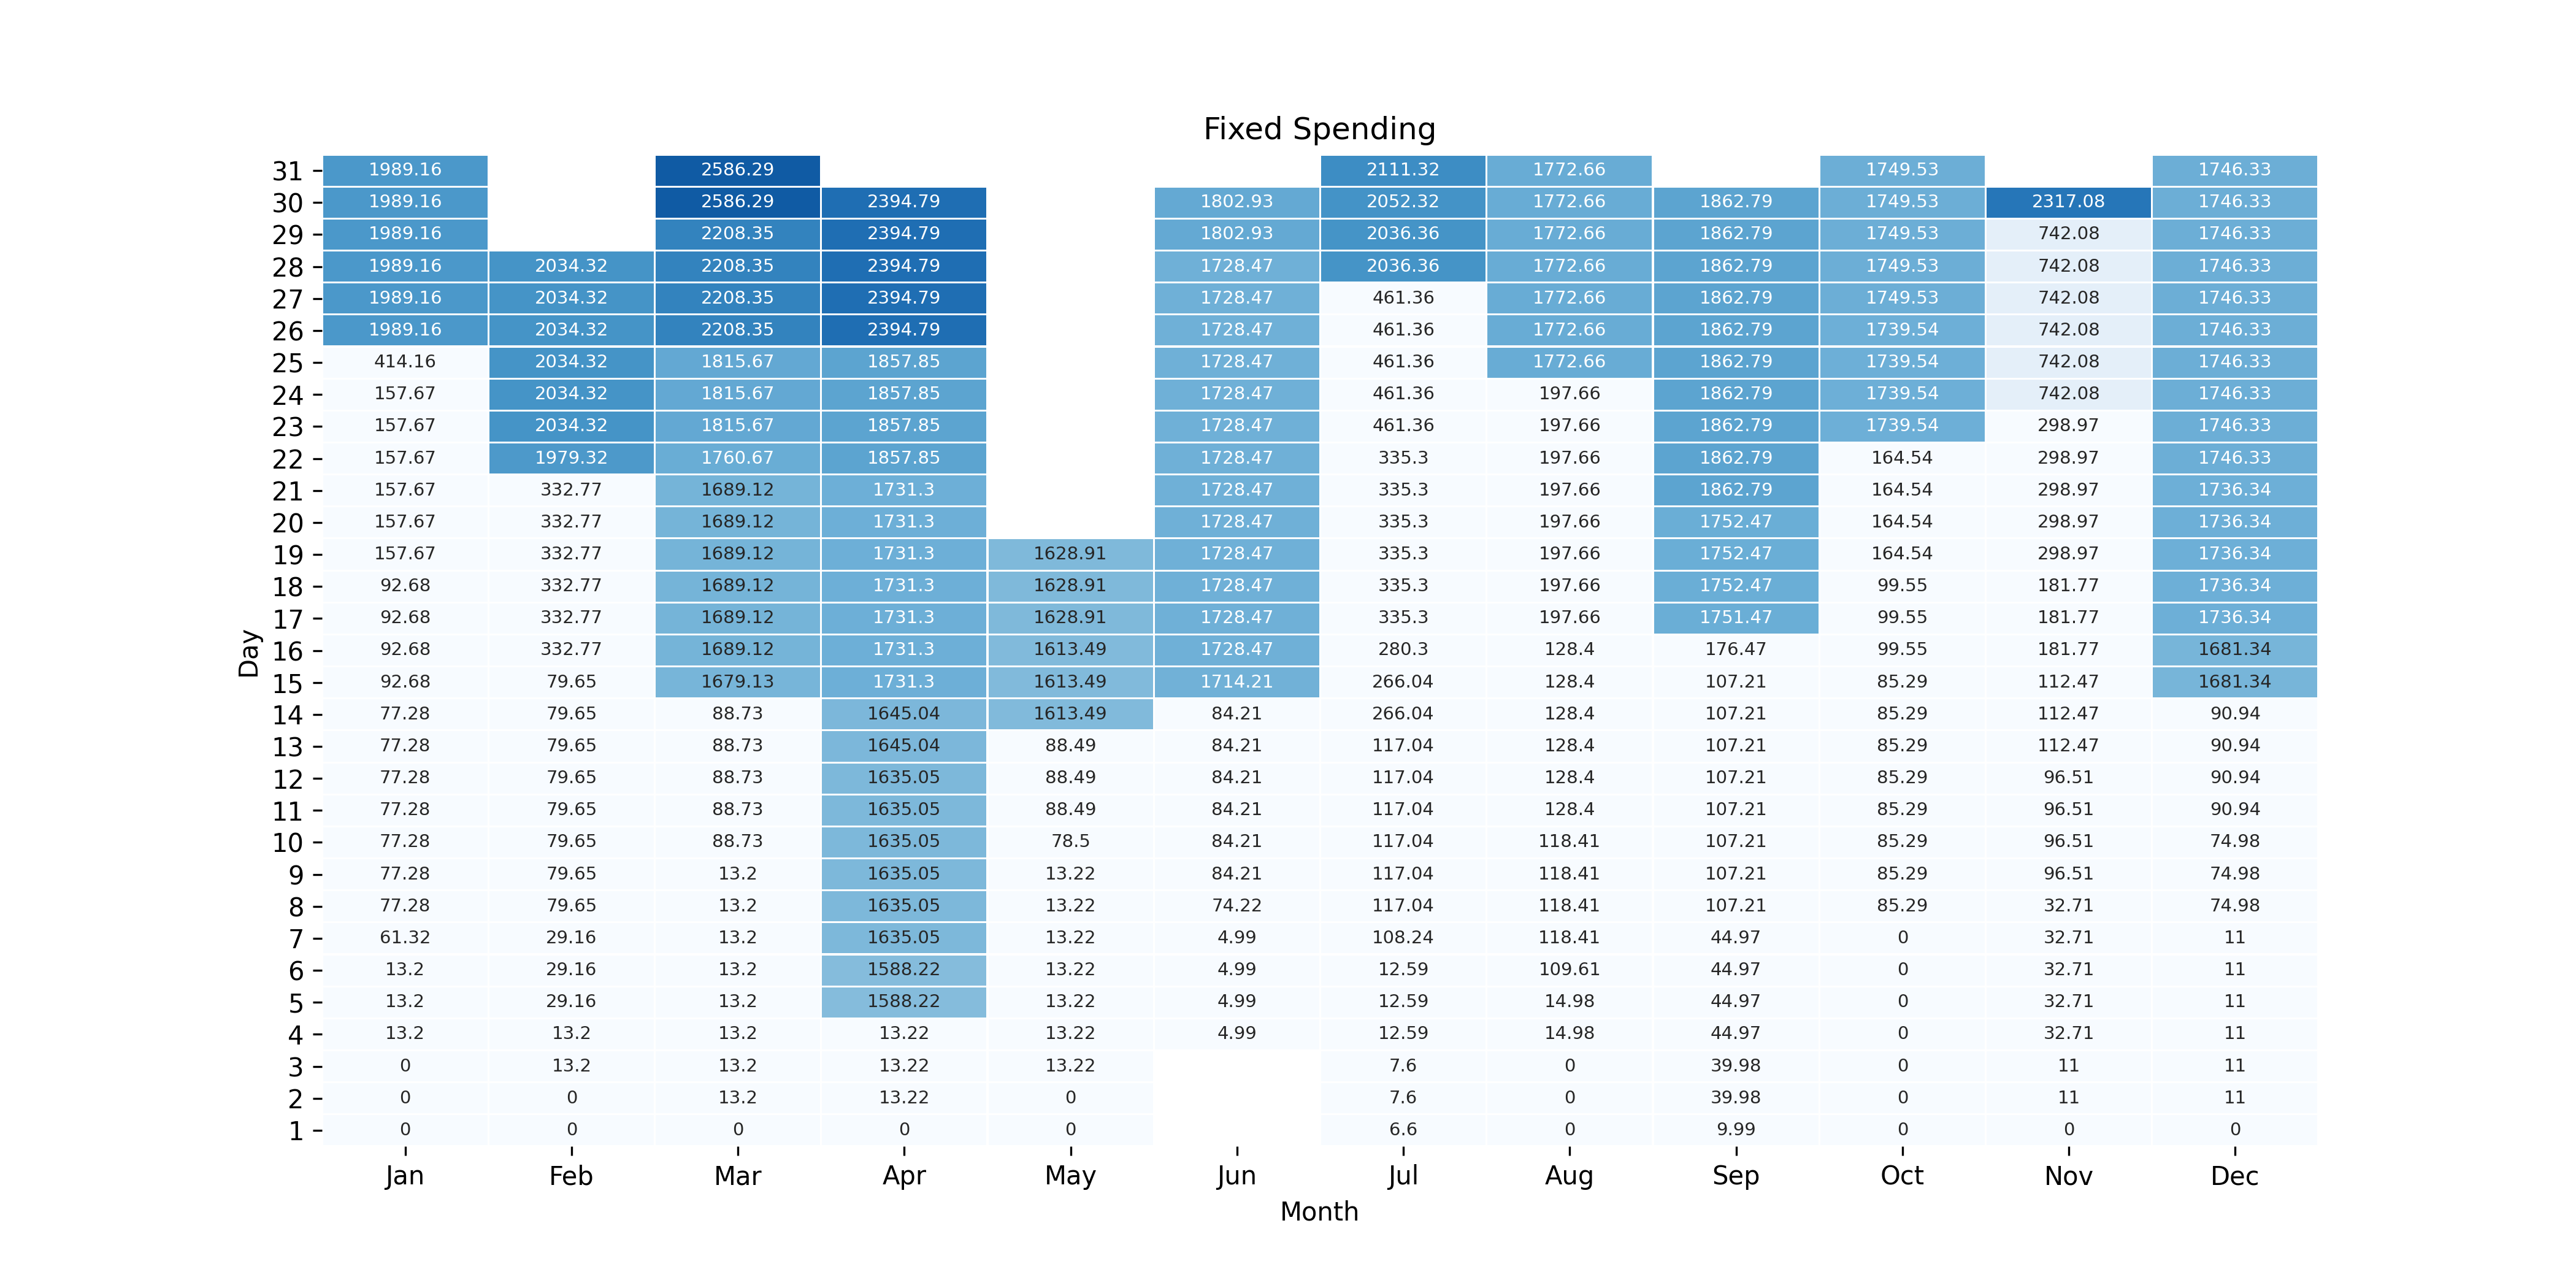 Fixed Spending
31 1989.16 2586.29 2111.32 1772.66 1749.53 1746.33
30 1989.16 2586.29 2394.79 1802.93 2052.32 1772.66 1862.79 1749.53 2317.08 1746.33
29 1989.16 2208.35 2394.79 1802.93 2036.36 1772.66 1862.79 1749.53 742.08 1746.33
28 1989.16 2034.32 2208.35 2394.79 1728.47 2036.36 1772.66 1862.79 1749.53 742.08 1746.33
27 1989.16 2034.32 2208.35 2394.79 1728.47 461.36 1772.66 1862.79 1749.53 742.08 1746.33
26 1989.16 2034.32 2208.35 2394.79 1728.47 461.36 1772.66 1862.79 1739.54 742.08 1746.33
25 414.16 2034.32 1815.67 1857.85 1728.47 461.36 1772.66 1862.79 1739.54 742.08 1746.33
24 157.67 2034.32 1815.67 1857.85 1728.47 461.36 197.66 1862.79 1739.54 742.08 1746.33
23 157.67 2034.32 1815.67 1857.85 1728.47 461.36 197.66 1862.79 1739.54 298.97 1746.33
22 157.67 1979.32 1760.67 1857.85 1728.47 335.3 197.66 1862.79 164.54 298.97 1746.33
21 157.67 332.77 1689.12 1731.3 1728.47 335.3 197.66 1862.79 164.54 298.97 1736.34
20 157.67 332.77 1689.12 1731.3 1728.47 335.3 197.66 1752.47 164.54 298.97 1736.34
19 157.67 332.77 1689.12 1731.3 1628.91 1728.47 335.3 197.66 1752.47 164.54 298.97 1736.34
18 92.68 332.77 1689.12 1731.3 1628.91 1728.47 335.3 197.66 1752.47 99.55 181.77 1736.34
17 92.68 332.77 1689.12 1731.3 1628.91 1728.47 335.3 197.66 1751.47 99.55 181.77 1736.34
16 92.68 332.77 1689.12 1731.3 1613.49 1728.47 280.3 128.4 176.47 99.55 181.77 1681.34
15 92.68 79.65 1679.13 1731.3 1613.49 1714.21 266.04 128.4 107.21 85.29 112.47 1681.34
14 77.28 79.65 88.73 1645.04 1613.49 84.21 266.04 128.4 107.21 85.29 112.47 90.94
13 77.28 79.65 88.73 1645.04 88.49 84.21 117.04 128.4 107.21 85.29 112.47 90.94
12 77.28 79.65 88.73 1635.05 88.49 84.21 117.04 128.4 107.21 85.29 96.51 90.94
11 77.28 79.65 88.73 1635.05 88.49 84.21 117.04 128.4 107.21 85.29 96.51 90.94
10 77.28 79.65 88.73 1635.05 78.5 84.21 117.04 118.41 107.21 85.29 96.51 74.98
9 77.28 79.65 13.2 1635.05 13.22 84.21 117.04 118.41 107.21 85.29 96.51 74.98
8 77.28 79.65 13.2 1635.05 13.22 74.22 117.04 118.41 107.21 85.29 32.71 74.98
7 61.32 29.16 13.2 1635.05 13.22 4.99 108.24 118.41 44.97 0 32.71 11
6 13.2 29.16 13.2 1588.22 13.22 4.99 12.59 109.61 44.97 0 32.71 11
5 13.2 29.16 13.2 1588.22 13.22 4.99 12.59 14.98 44.97 0 32.71 11
4 13.2 13.2 13.2 13.22 13.22 4.99 12.59 14.98 44.97 0 32.71 11
3 0 13.2 13.2 13.22 13.22 7.6 0 39.98 0 11 11
2 0 0 13.2 13.22 0 7.6 0 39.98 0 11 11
1 0 0 0 0 0 6.6 0 9.99 0 0 0
Day
Jan Feb Mar Apr May Jun Jul Aug Sep Oct Nov Dec
Month